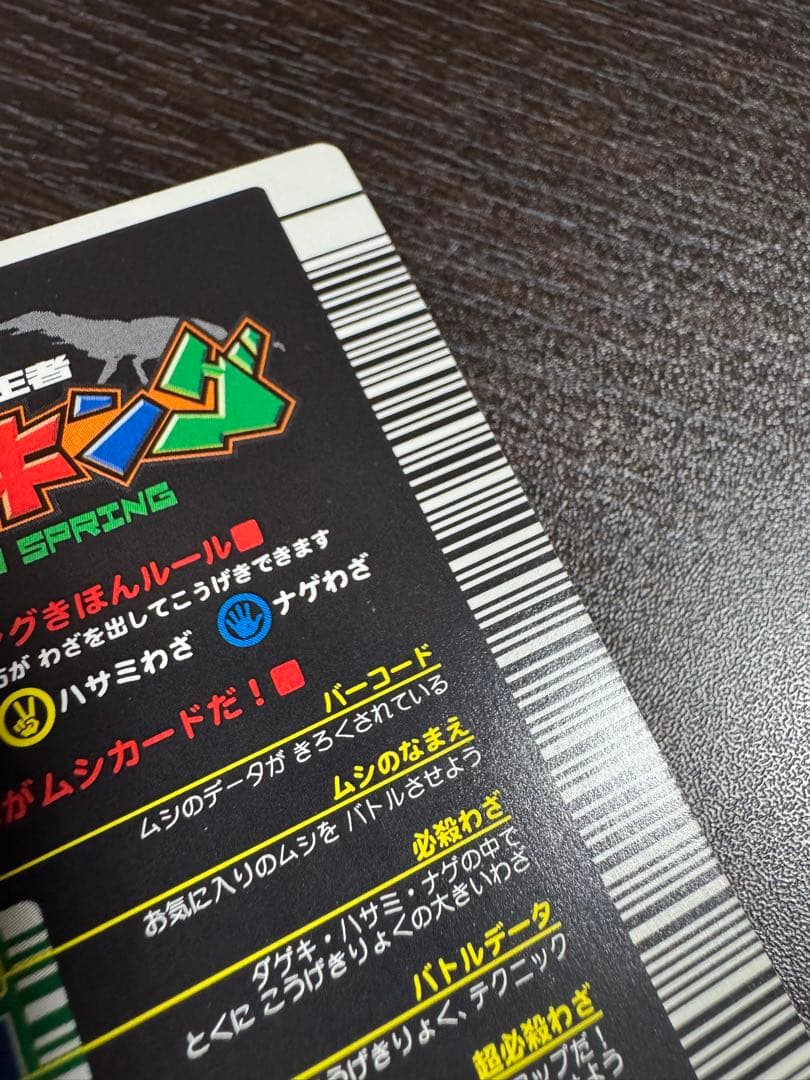 王者
キング
SPRING
グきほんルール
が わざを出してこうげきできます
ハサミわざ
ナゲわざ
がムシカードだ！
バーコード
ムシのデータが きろくされている
ムシのなまえ
お気に入りのムシを バトルさせよう
必殺わざ
ダゲキ・ハサミ・ナゲの中で
とくに こうげきりょくの大きいわざ
バトルデータ
げきりょく、テクニック
超必殺わざ
ップだ！
せよう